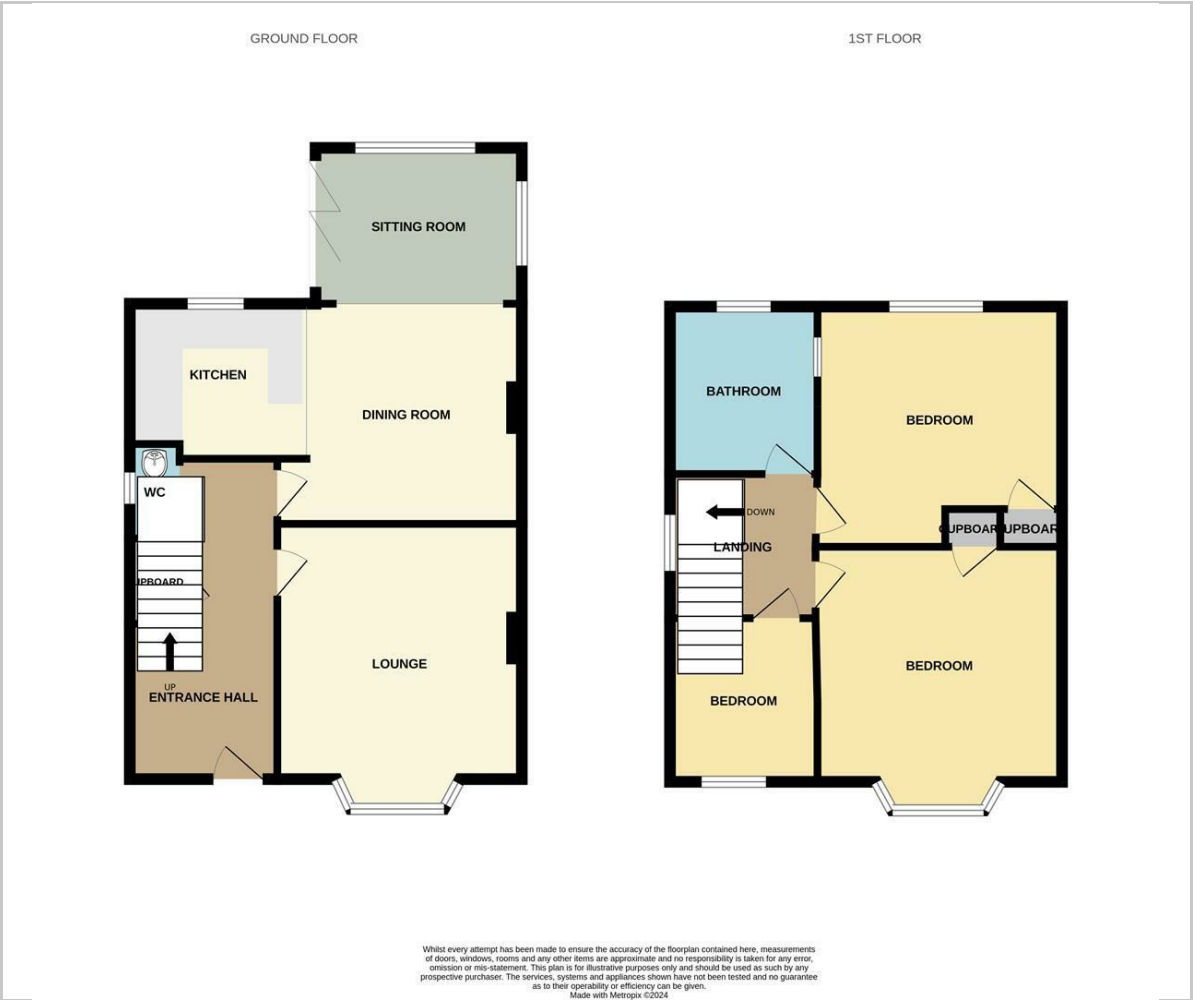 GROUND FLOOR
SITTING ROOM
KITCHEN
DINING ROOM
WC
UPBOARD
LOUNGE
UP
ENTRANCE HALL
1ST FLOOR
BATHROOM
BEDROOM
DOWN
UPBOAR
UPBOAR
LANDING
BEDROOM
BEDROOM
Whilst every attempt has been made to ensure the accuracy of the floorplan contained here, measurements
of doors, windows, rooms and any other items are approximate and no responsibility is taken for any error,
omission or mis-statement. This plan is for illustrative purposes only and should be used as such by any
prospective purchaser. The services, systems and appliances shown have not been tested and no guarantee
as to their operability or efficiency can be given.
Made with Metropix ©2024